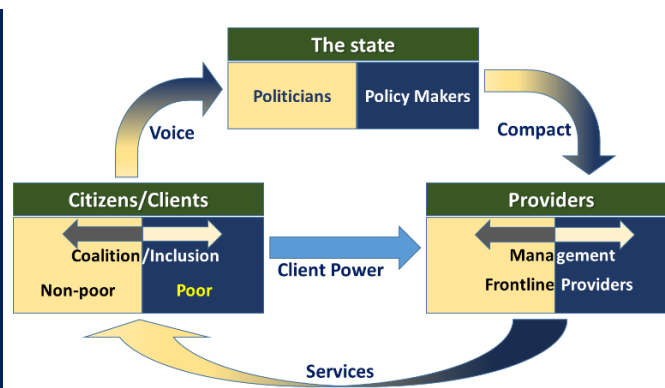 The state
Politicians
Policy Makers
Voice
Compact
Citizens/Clients
Providers
Coalition/Inclusion
Management
Client Power
Non-poor
Poor
Frontline Providers
Services